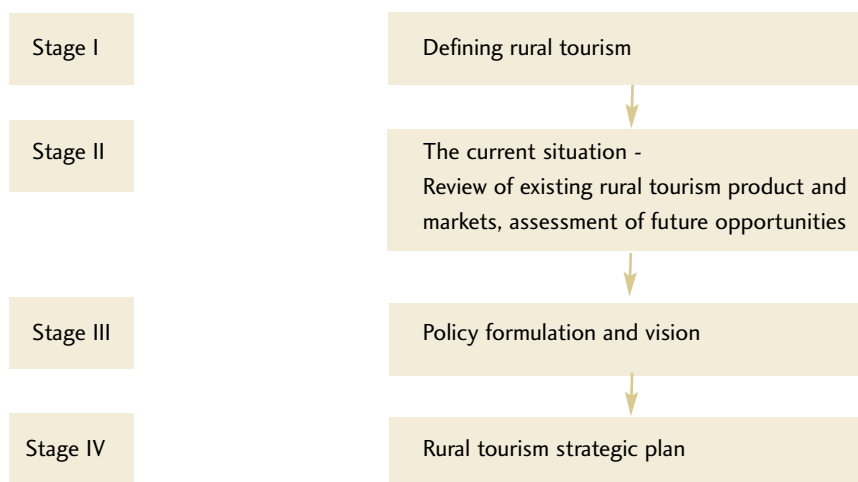 Stage I
Defining rural tourism
Stage II
The current situation -
Review of existing rural tourism product and
markets, assessment of future opportunities
Stage III
Policy formulation and vision
Stage IV
Rural tourism strategic plan